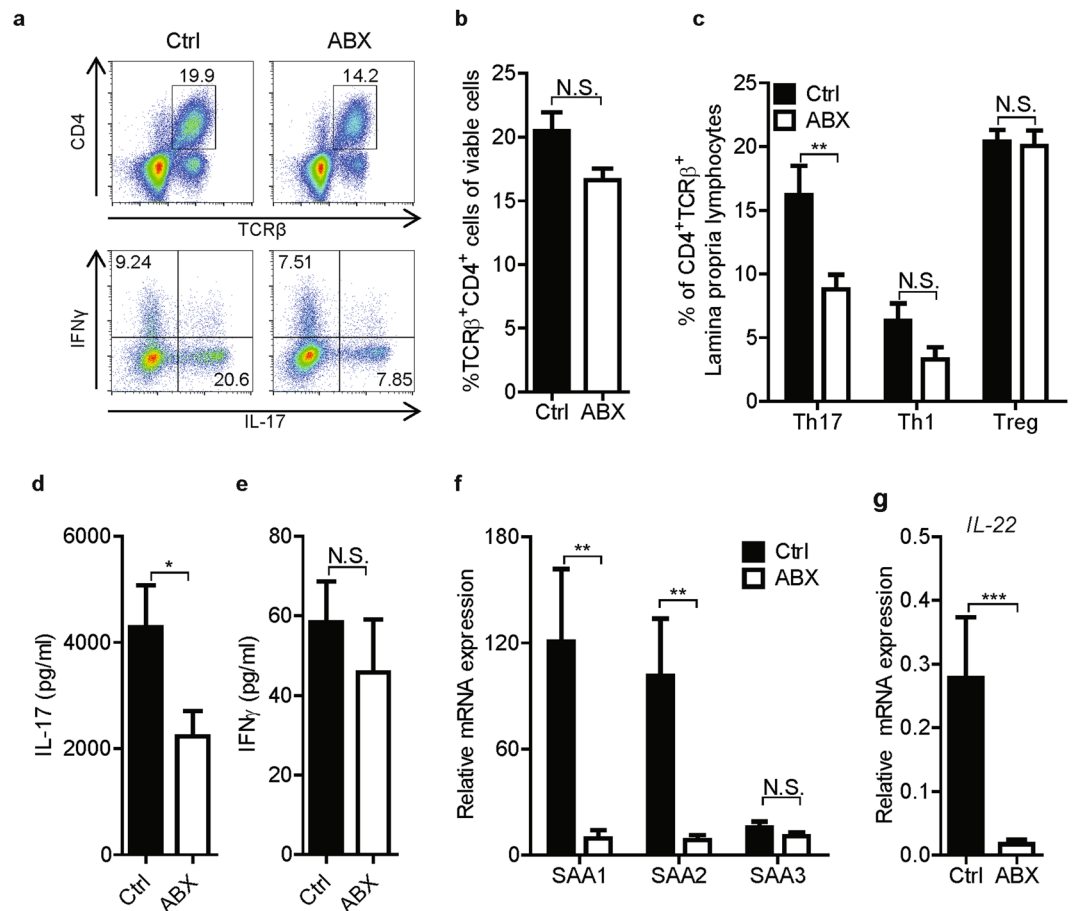 a
Ctrl
ABX
19.9
14.2
CD4
TCRβ
9.24
7.51
20.6
7.85
IFNγ
IL-17
b
%TCRβ⁺CD4⁺ cells of viable cells
25
20
15
10
5
0
N.S.
Ctrl ABX
c
% of CD4⁺TCRβ⁺
Lamina propria lymphocytes
25
20
15
10
5
0
Ctrl
ABX
**
N.S.
N.S.
Th17
Th1
Treg
d
IL-17 (pg/ml)
6000
4000
2000
0
*
Ctrl
ABX
e
IFNγ (pg/ml)
80
60
40
20
0
N.S.
Ctrl
ABX
f
Relative mRNA expression
180
120
60
0
**
**
N.S.
Ctrl
ABX
SAA1
SAA2
SAA3
g
IL-22
Relative mRNA expression
0.5
0.4
0.3
0.2
0.1
0.0
***
Ctrl ABX